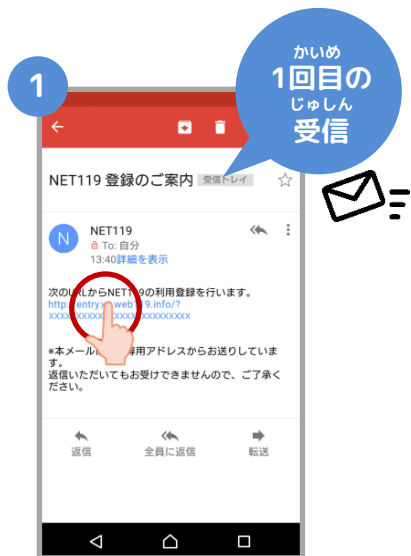 1
かいめ
1回目の
じゅしん
受信
NET119 登録のご案内 受信トレイ
N
NET119
To: 自分
13:40詳細を表示
次のURLからNET119の利用登録を行います。
http://entry.x.web119.info/?
XXXXXXXXXXXXXXXXXXXXXXXXX
*本メールは 専用アドレスからお送りしていま
す。
返信いただいてもお受けできませんので、ご了承く
ださい。
返信
全員に返信
転送